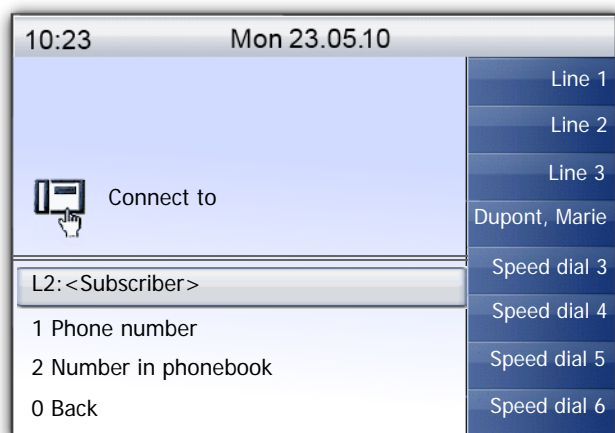 10:23 Mon 23.05.10
Connect to
L2:<Subscriber>
1 Phone number
2 Number in phonebook
0 Back
Line 1
Line 2
Line 3
Dupont, Marie
Speed dial 3
Speed dial 4
Speed dial 5
Speed dial 6